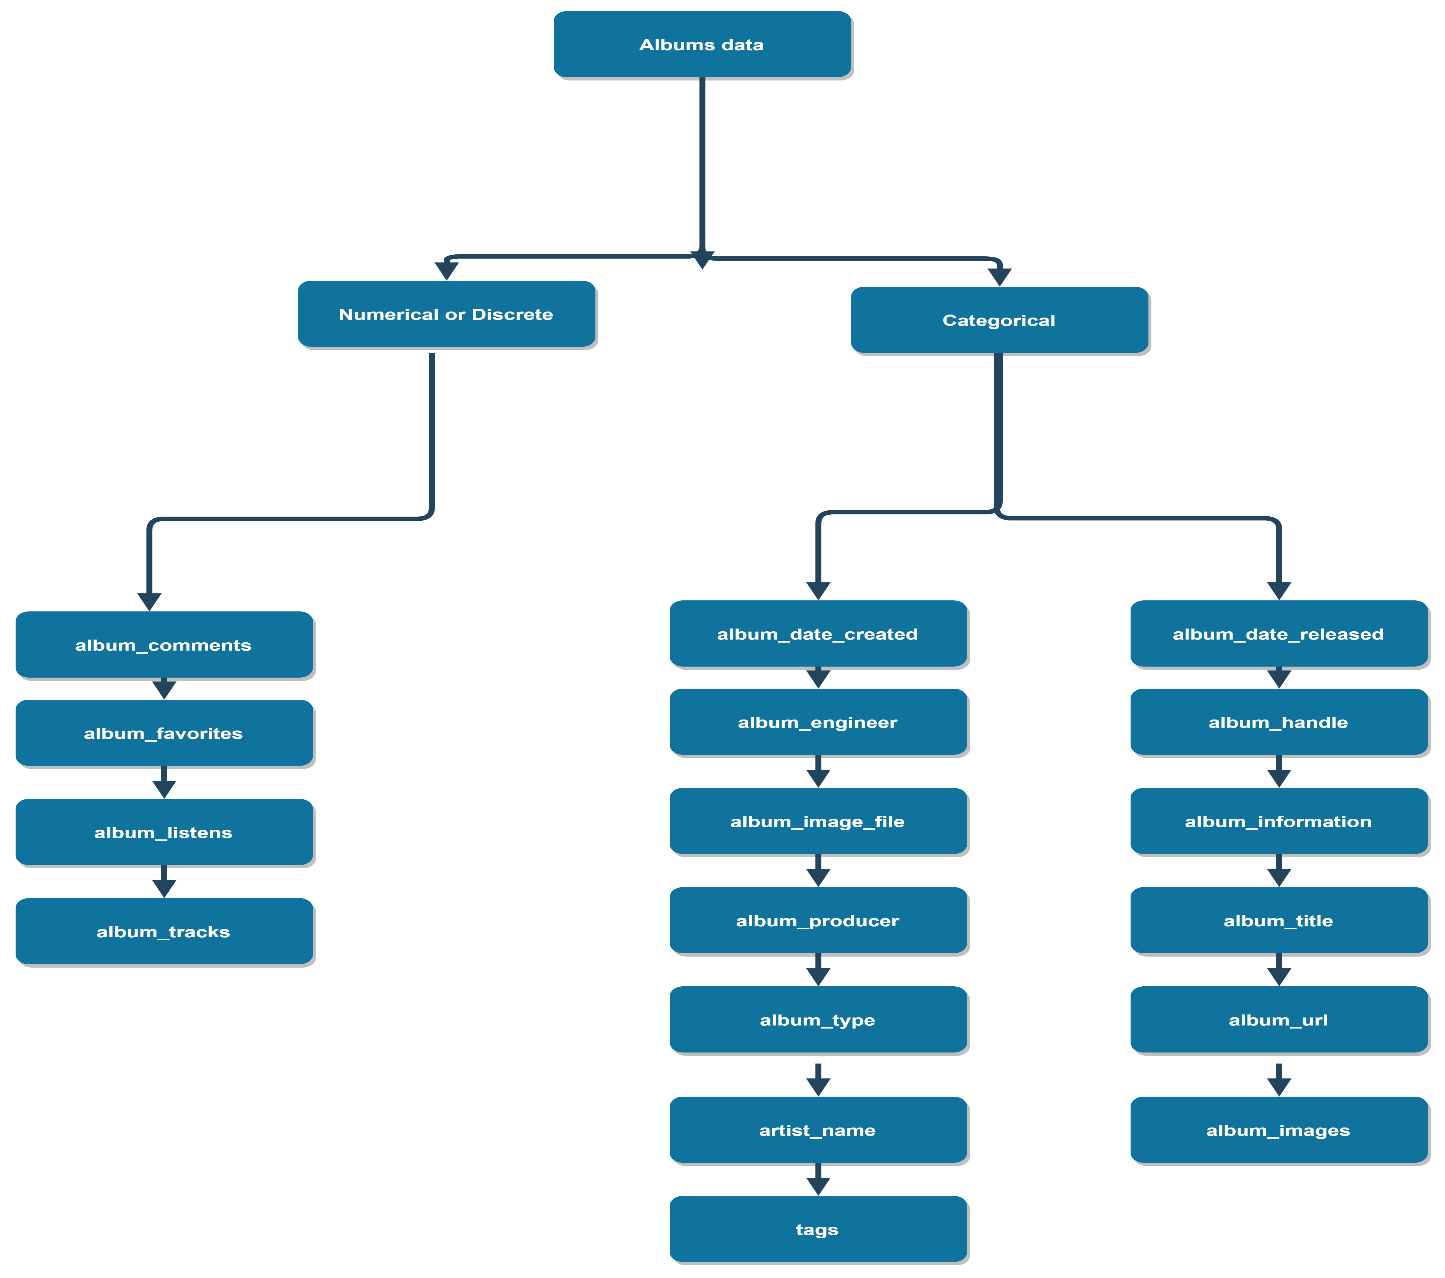 Albums data
Numerical or Discrete
Categorical
album_comments
album_favorites
album_listens
album_tracks
album_date_created
album_engineer
album_image_file
album_producer
album_type
artist_name
tags
album_date_released
album_handle
album_information
album_title
album_url
album_images